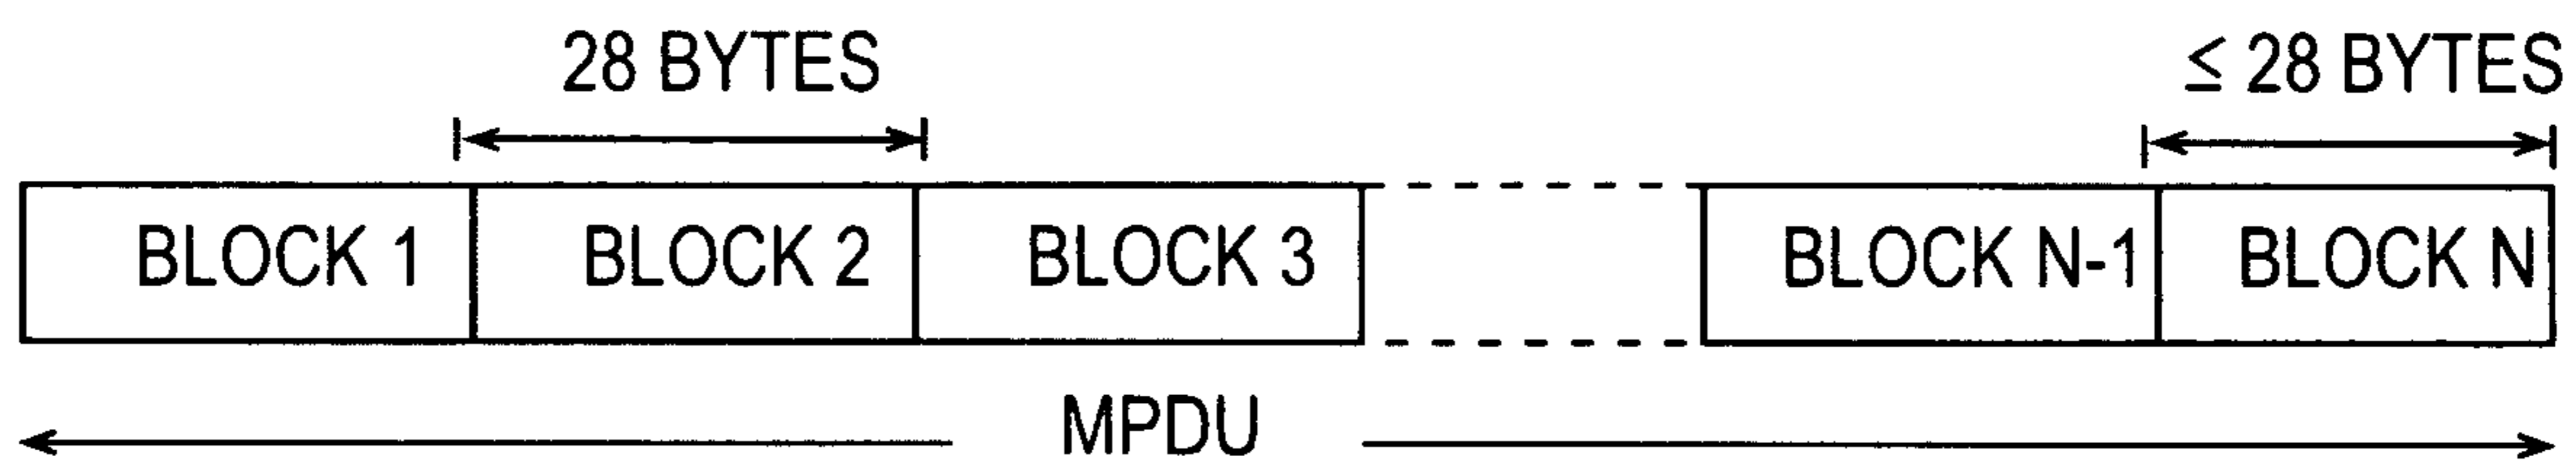 28 BYTES ≤ 28 BYTES
BLOCK 1 BLOCK 2 BLOCK 3 BLOCK N-1 BLOCK N
MPDU